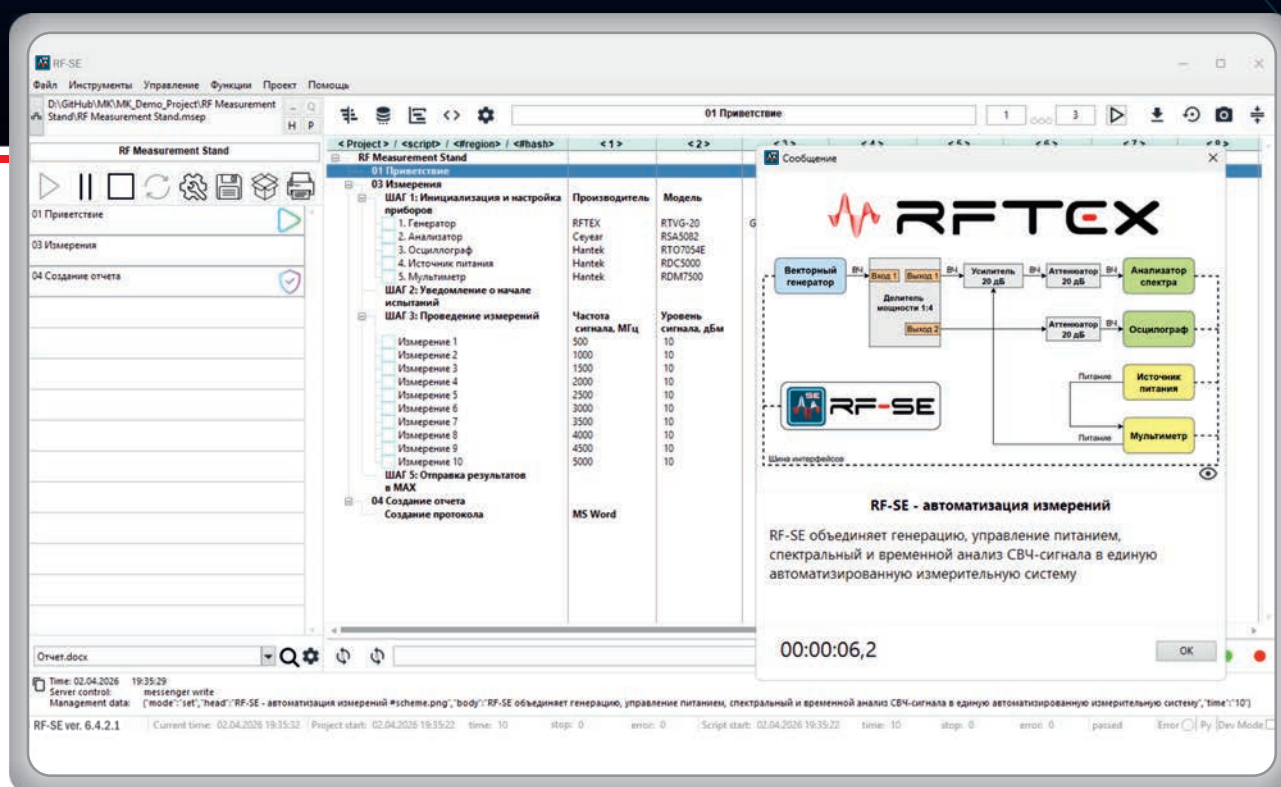 RF-SE
Файл Инструменты Управление Функции Проект Помощь
D:\GitHub\MK\MK_Demo_Project\RF Measurement
Stand\RF Measurement Stand.msep
H P
01 Приветствие
1
3
RF Measurement Stand
01 Приветствие
03 Измерения
04 Создание отчета
< Project > / <script> / <#region> / <#hbash> < 1 > < 2 > < 3 > < 4 > < 5 > < 6 > < 7 > < 8 >
RF Measurement Stand
01 Приветствие
03 Измерения
ШАГ 1: Инициализация и настройка Производитель Модель
приборов
1. Генератор RFTEX RTVG-20 G
2. Анализатор Ceyear RSA5082
3. Осциллограф Hantek RTO7054E
4. Источник питания Hantek RDC5000
5. Мультиметр Hantek RDM7500
ШАГ 2: Уведомление о начале
испытаний
ШАГ 3: Проведение измерений Частота Уровень
сигнала, МГц сигнала, дБм
Измерение 1 500 10
Измерение 2 1000 10
Измерение 3 1500 10
Измерение 4 2000 10
Измерение 5 2500 10
Измерение 6 3000 10
Измерение 7 3500 10
Измерение 8 4000 10
Измерение 9 4500 10
Измерение 10 5000 10
ШАГ 5: Отправка результатов
в MAX
04 Создание отчета
Создание протокола MS Word
Сообщение
RFTEX
Векторный
генератор
ВЧ
Вход 1 Выход 1
Делитель
мощности 1:4
Выход 2
ВЧ
Усилитель
20 дБ
ВЧ
Аттенюатор
20 дБ
ВЧ
Анализатор
спектра
Аттенюатор
20 дБ
ВЧ
Осцилограф
Питание
Источник
питания
Питание
Мультиметр
SE
RF-SE
Шина интерфейсов
RF-SE - автоматизация измерений
RF-SE объединяет генерацию, управление питанием,
спектральный и временной анализ СВЧ-сигнала в единую
автоматизированную измерительную систему
00:00:06,2
ОК
Отчет.docx
Time: 02.04.2026 19:35:29
Server control: messenger write
Management data: {"mode":"set","head":"RF-SE - автоматизация измерений #scheme.png","body":"RF-SE объединяет генерацию, управление питанием, спектральный и временной анализ СВЧ-сигнала в единую автоматизированную измерительную систему","time":"10"}
RF-SE ver. 6.4.2.1 Current time: 02.04.2026 19:35:32 Project start: 02.04.2026 19:35:22 time: 10 stop: 0 error: 0 Script start: 02.04.2026 19:35:22 time: 10 stop: 0 error: 0 passed Error Py Dev Mode